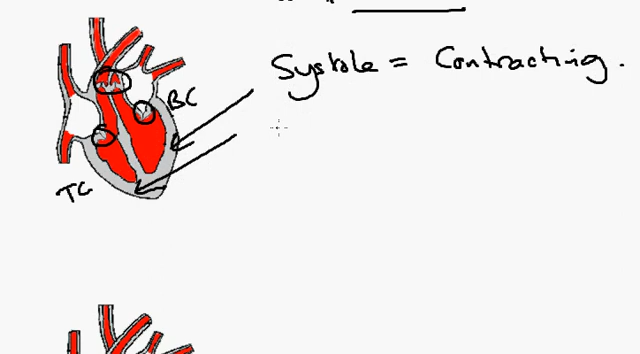 Systole = Contracting.
BC
TC